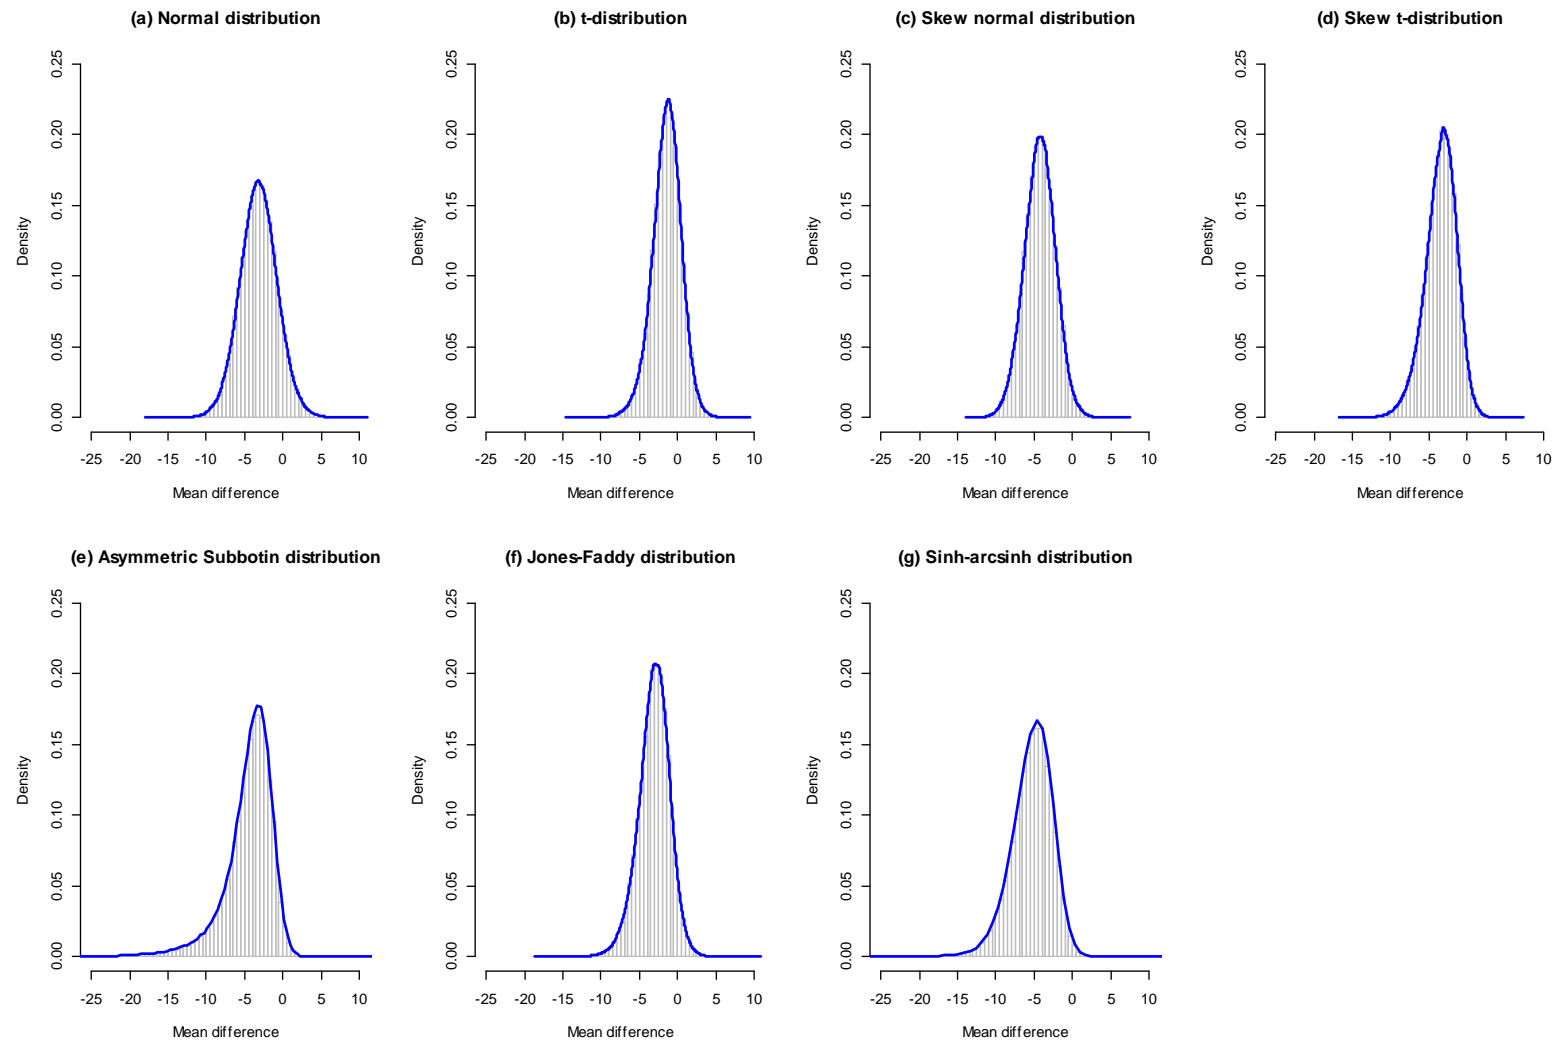 (a) Normal distribution
Density
0.00 0.05 0.10 0.15 0.20 0.25
-25 -20 -15 -10 -5 0 5 10
Mean difference
(b) t-distribution
Density
0.00 0.05 0.10 0.15 0.20 0.25
-25 -20 -15 -10 -5 0 5 10
Mean difference
(c) Skew normal distribution
Density
0.00 0.05 0.10 0.15 0.20 0.25
-25 -20 -15 -10 -5 0 5 10
Mean difference
(d) Skew t-distribution
Density
0.00 0.05 0.10 0.15 0.20 0.25
-25 -20 -15 -10 -5 0 5 10
Mean difference
(e) Asymmetric Subbotin distribution
Density
0.00 0.05 0.10 0.15 0.20 0.25
-25 -20 -15 -10 -5 0 5 10
Mean difference
(f) Jones-Faddy distribution
Density
0.00 0.05 0.10 0.15 0.20 0.25
-25 -20 -15 -10 -5 0 5 10
Mean difference
(g) Sinh-arcsinh distribution
Density
0.00 0.05 0.10 0.15 0.20 0.25
-25 -20 -15 -10 -5 0 5 10
Mean difference